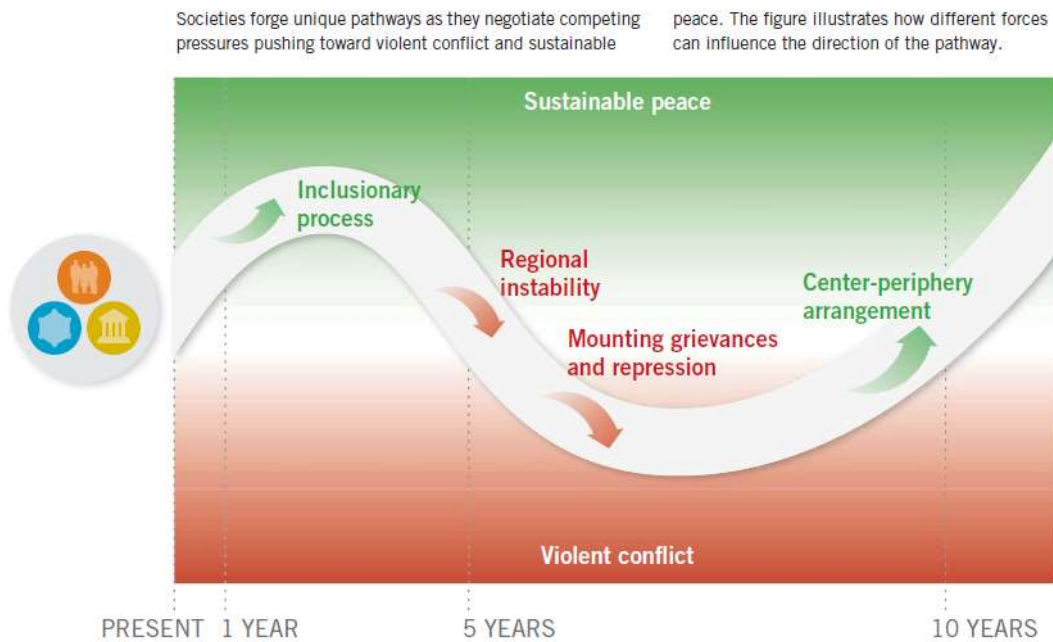 Societies forge unique pathways as they negotiate competing
pressures pushing toward violent conflict and sustainable
peace. The figure illustrates how different forces
can influence the direction of the pathway.
Sustainable peace
Inclusionary
process
Regional
instability
Mounting grievances
and repression
Center-periphery
arrangement
Violent conflict
PRESENT 1 YEAR 5 YEARS 10 YEARS